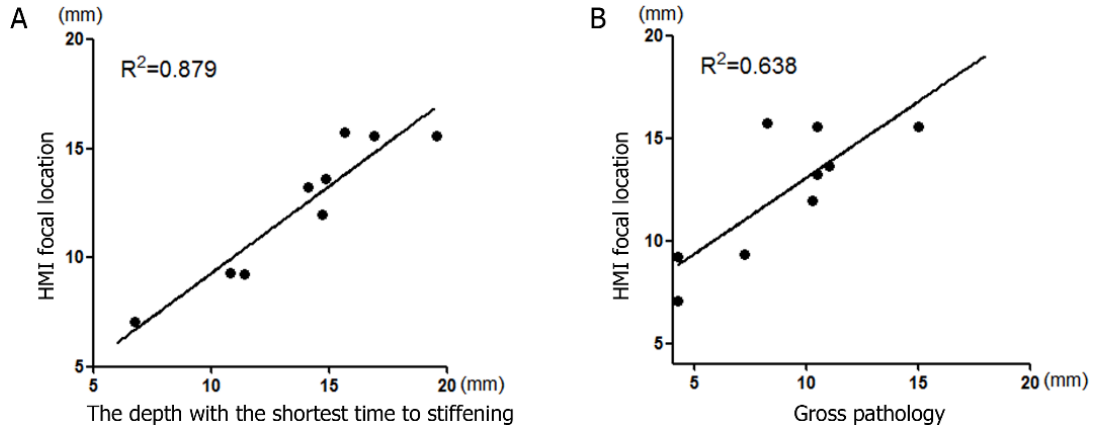 A
(mm)
20
R²=0.879
15
HMI focal location
10
5
5 10 15 20 (mm)
The depth with the shortest time to stiffening
B
(mm)
20
R²=0.638
15
HMI focal location
10
5
5 10 15 20 (mm)
Gross pathology